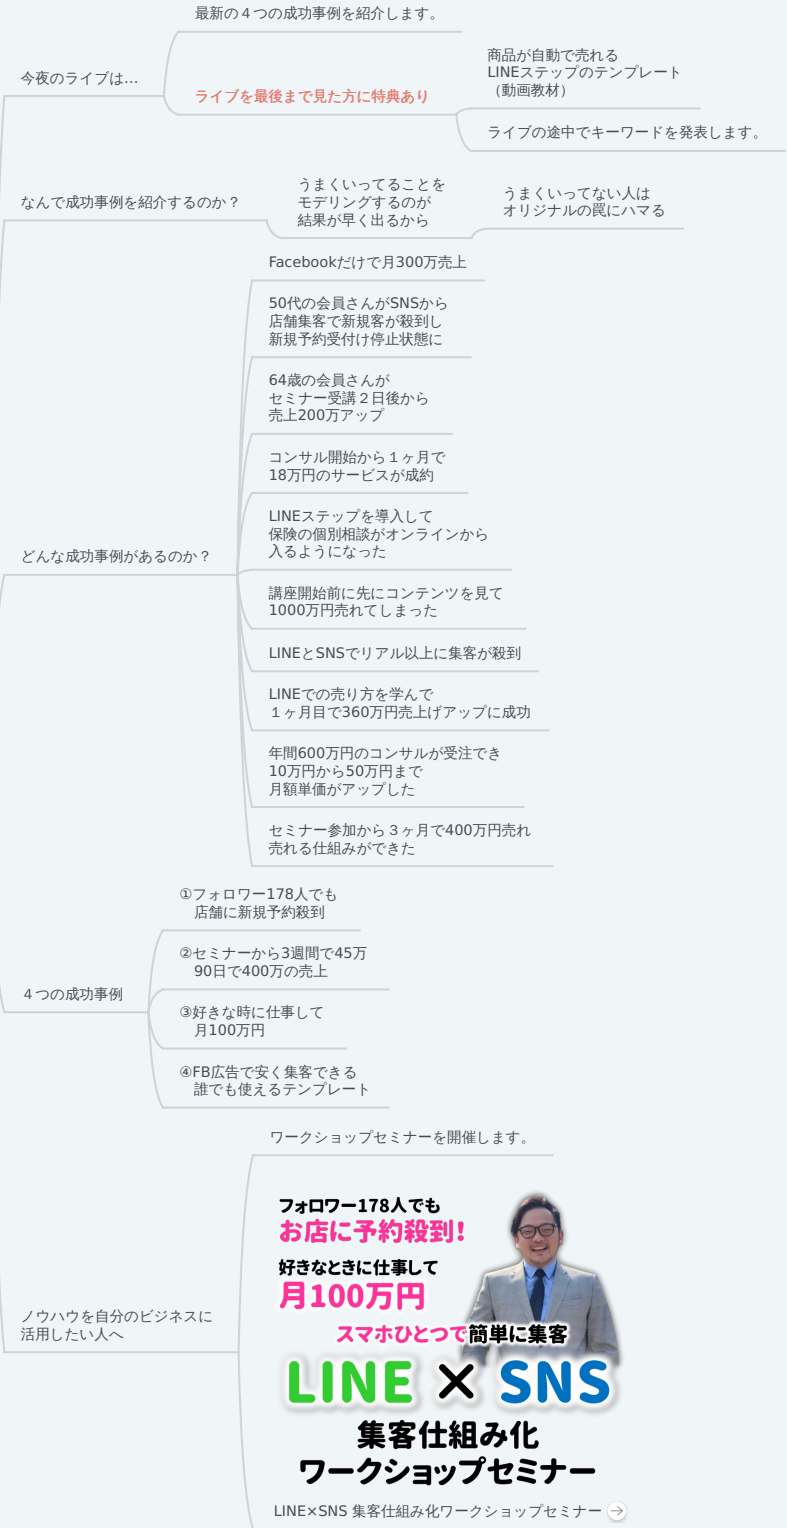 今夜のライブは…
最新の４つの成功事例を紹介します。
ライブを最後まで見た方に特典あり
商品が自動で売れる
LINEステップのテンプレート
（動画教材）
ライブの途中でキーワードを発表します。
なんで成功事例を紹介するのか？
うまくいってることを
モデリングするのが
結果が早く出るから
うまくいってない人は
オリジナルの罠にハマる
どんな成功事例があるのか？
Facebookだけで月300万売上
50代の会員さんがSNSから
店舗集客で新規客が殺到し
新規予約受付け停止状態に
64歳の会員さんが
セミナー受講２日後から
売上200万アップ
コンサル開始から１ヶ月で
18万円のサービスが成約
LINEステップを導入して
保険の個別相談がオンラインから
入るようになった
講座開始前に先にコンテンツを見て
1000万円売れてしまった
LINEとSNSでリアル以上に集客が殺到
LINEでの売り方を学んで
１ヶ月目で360万円売上げアップに成功
年間600万円のコンサルが受注でき
10万円から50万円まで
月額単価がアップした
セミナー参加から３ヶ月で400万円売れ
売れる仕組みができた
４つの成功事例
①フォロワー178人でも
店舗に新規予約殺到
②セミナーから3週間で45万
90日で400万の売上
③好きな時に仕事して
月100万円
④FB広告で安く集客できる
誰でも使えるテンプレート
ノウハウを自分のビジネスに
活用したい人へ
ワークショップセミナーを開催します。
フォロワー178人でも
お店に予約殺到！
好きなときに仕事して
月100万円
スマホひとつで簡単に集客
LINE × SNS
集客仕組み化
ワークショップセミナー
LINE×SNS 集客仕組み化ワークショップセミナー